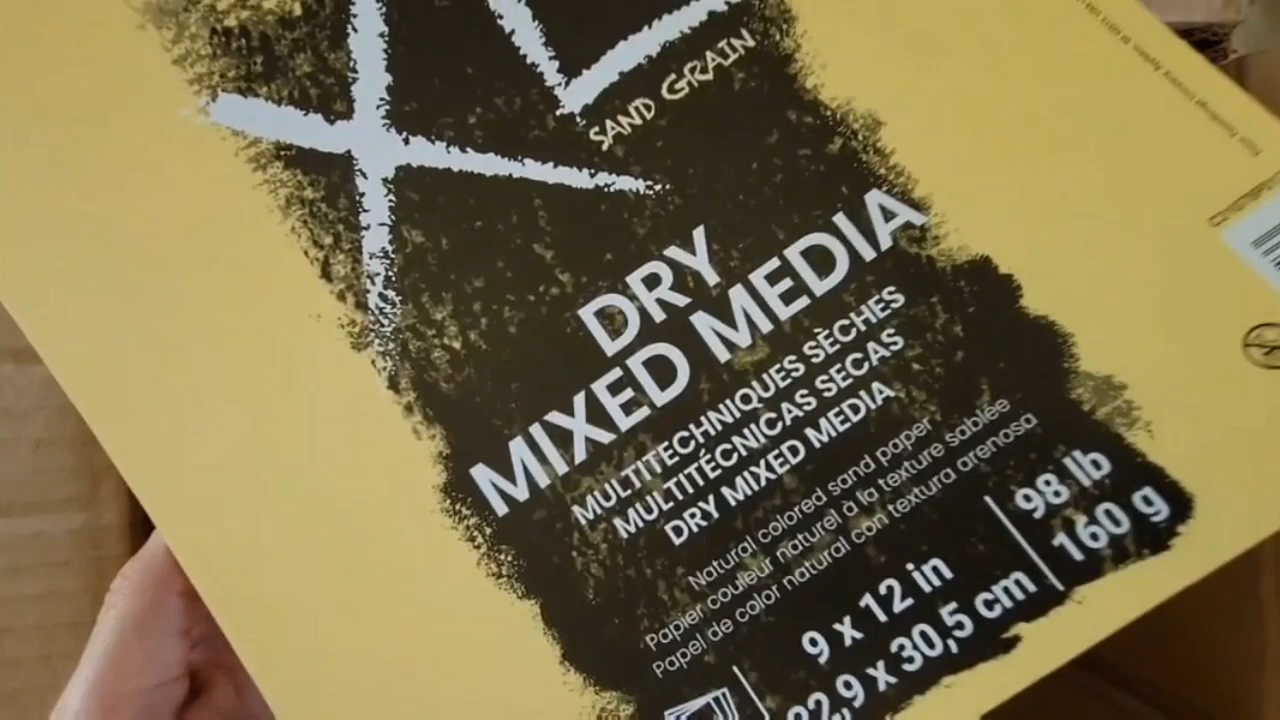 XL
SAND GRAIN
DRY
MIXED MEDIA
MULTITECHNIQUES SÈCHES
MULTITÉCNICAS SECAS
DRY MIXED MEDIA
Natural colored sand paper
Papier couleur naturel à la texture sablée
Papel de color natural con textura arenosa
9 x 12 in
22,9 x 30,5 cm
98 lb
160 g